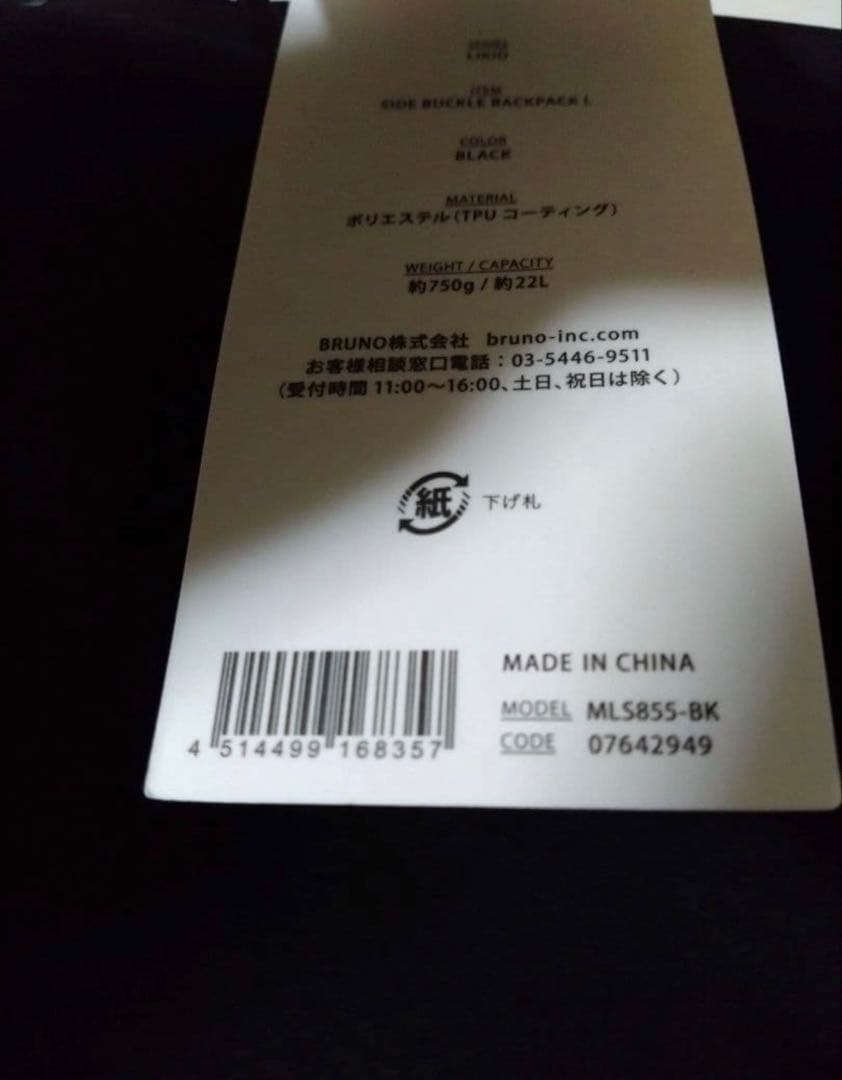 ITEM
SIDE BUCKLE BACKPACK L
COLOR
BLACK
MATERIAL
ポリエステル(TPU コーティング)
WEIGHT / CAPACITY
約750g / 約22L
BRUNO株式会社 bruno-inc.com
お客様相談窓口電話:03-5446-9511
(受付時間 11:00〜16:00、土日、祝日は除く)
紙 下げ札
MADE IN CHINA
MODEL MLS855-BK
CODE 07642949
4 514499 168357